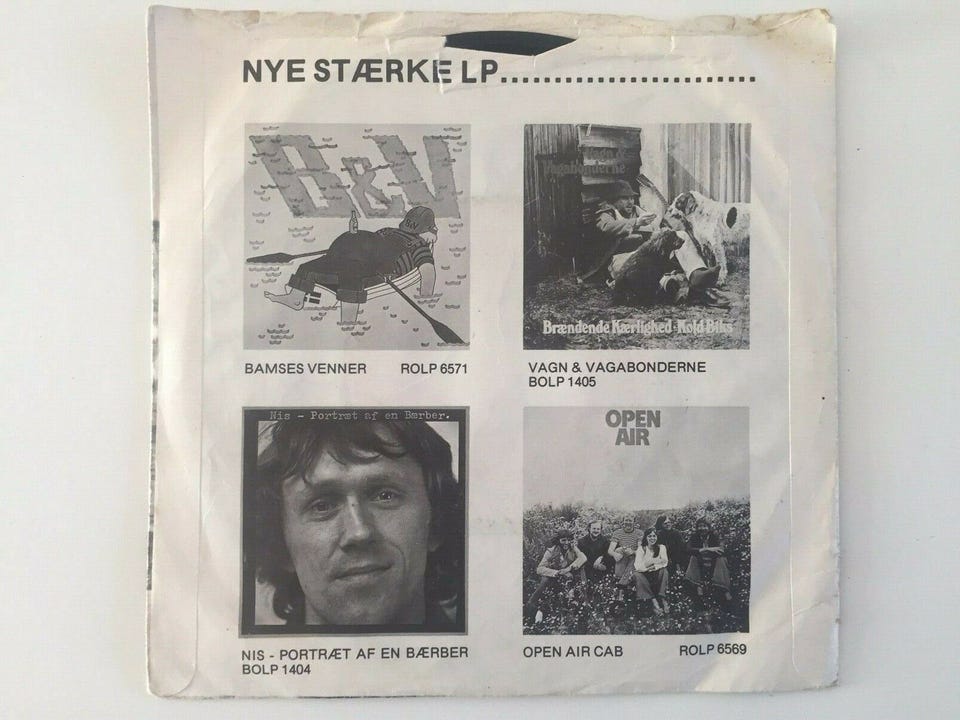 NYE STÆRKE LP........................
B&V
B&V
Vagabonderne
Brændende Kærlighed - Kold Biks
BAMSES VENNER ROLP 6571
VAGN & VAGABONDERNE
BOLP 1405
Nis - Portræt af en Bærber.
OPEN
AIR
NIS - PORTRÆT AF EN BÆRBER
BOLP 1404
OPEN AIR CAB ROLP 6569